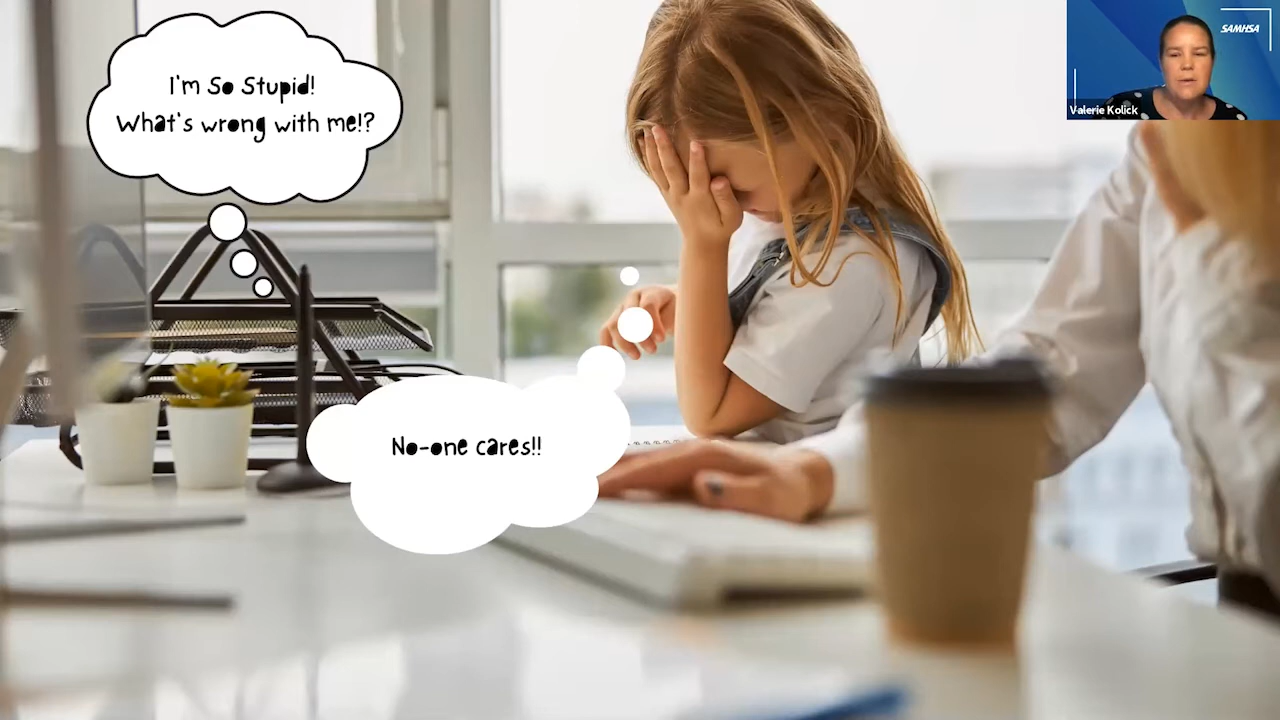 I'm So Stupid!
What's wrong with me!?
No-one cares!!
SAMHSA
Valerie Kolick